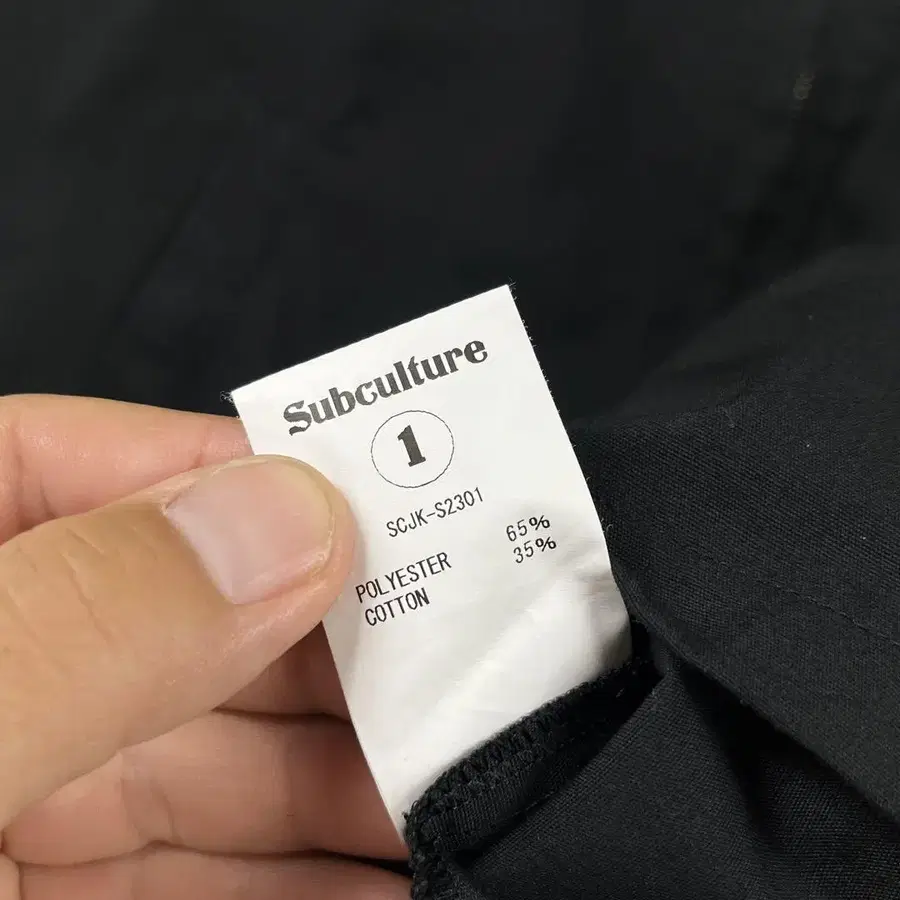 Subculture
1
SCJK-S2301
POLYESTER 65%
COTTON 35%